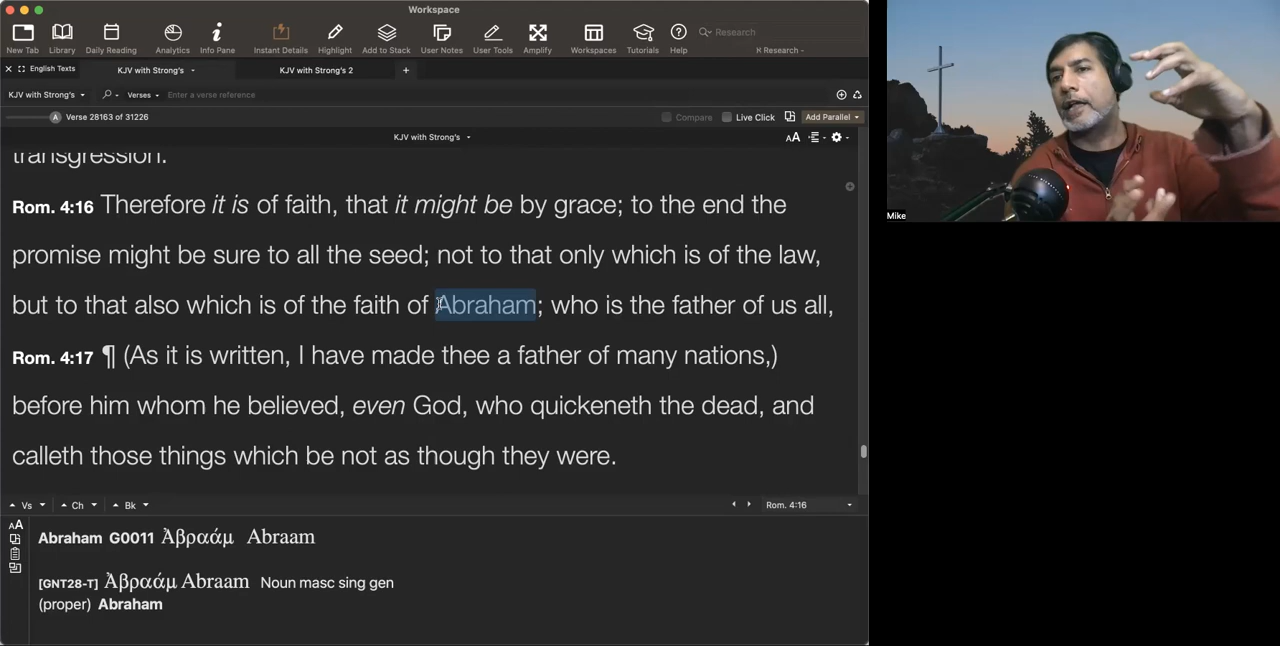 Workspace
New Tab Library Daily Reading Analytics Info Pane Instant Details Highlight Add to Stack User Notes User Tools Amplify Workspaces Tutorials Help Research
Research
English Texts KJV with Strong's KJV with Strong's 2
KJV with Strong's Verses Enter a verse reference
A Verse 28163 of 31226 Compare Live Click Add Parallel
KJV with Strong's
transgression.
Rom. 4:16 Therefore it is of faith, that it might be by grace; to the end the
promise might be sure to all the seed; not to that only which is of the law,
but to that also which is of the faith of Abraham; who is the father of us all,
Rom. 4:17 ¶ (As it is written, I have made thee a father of many nations,)
before him whom he believed, even God, who quickeneth the dead, and
calleth those things which be not as though they were.
Vs Ch Bk Rom. 4:16
Abraham G0011 Ἀβραάμ Abraam
[GNT28-T] Ἀβραάμ Abraam Noun masc sing gen
(proper) Abraham
Mike